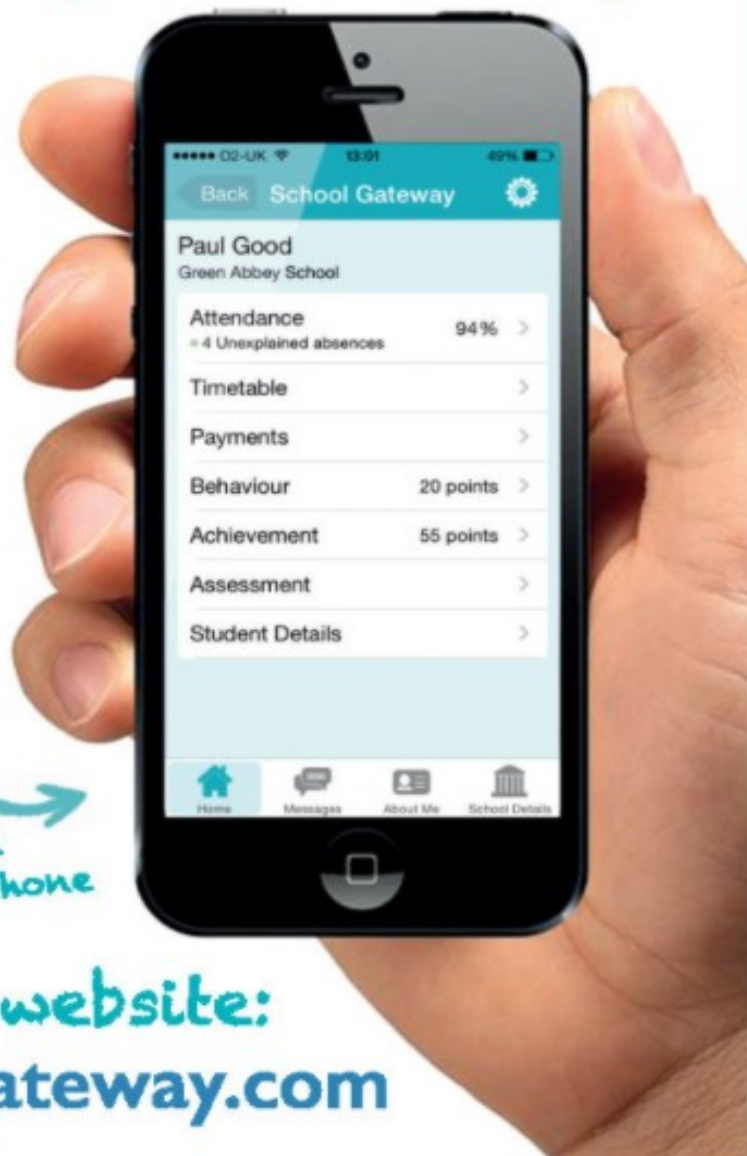 O2-UK 13:01 49%
Back School Gateway
Paul Good
Green Abbey School
Attendance 94%
4 Unexplained absences
Timetable
Payments
Behaviour 20 points
Achievement 55 points
Assessment
Student Details
Home Messages About Me School Details
hone
website:
ateway.com